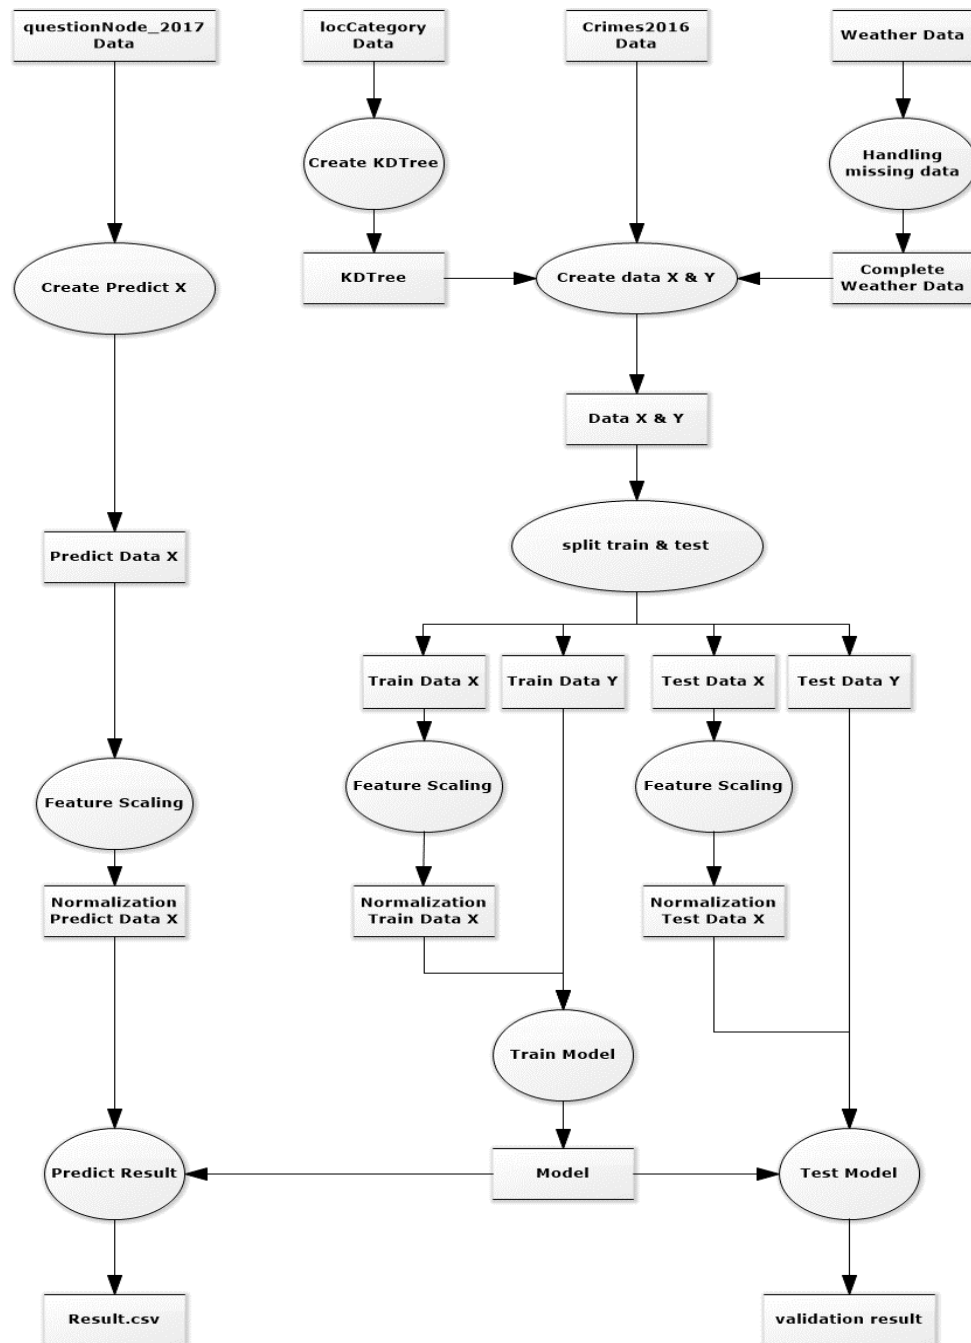 questionNode_2017
Data
locCategory
Data
Crimes2016
Data
Weather Data
Create KDTree
Handling
missing data
Create Predict X
KDTree
Create data X & Y
Complete
Weather Data
Data X & Y
split train & test
Predict Data X
Train Data X
Train Data Y
Test Data X
Test Data Y
Feature Scaling
Feature Scaling
Feature Scaling
Normalization
Predict Data X
Normalization
Train Data X
Normalization
Test Data X
Train Model
Predict Result
Model
Test Model
Result.csv
validation result